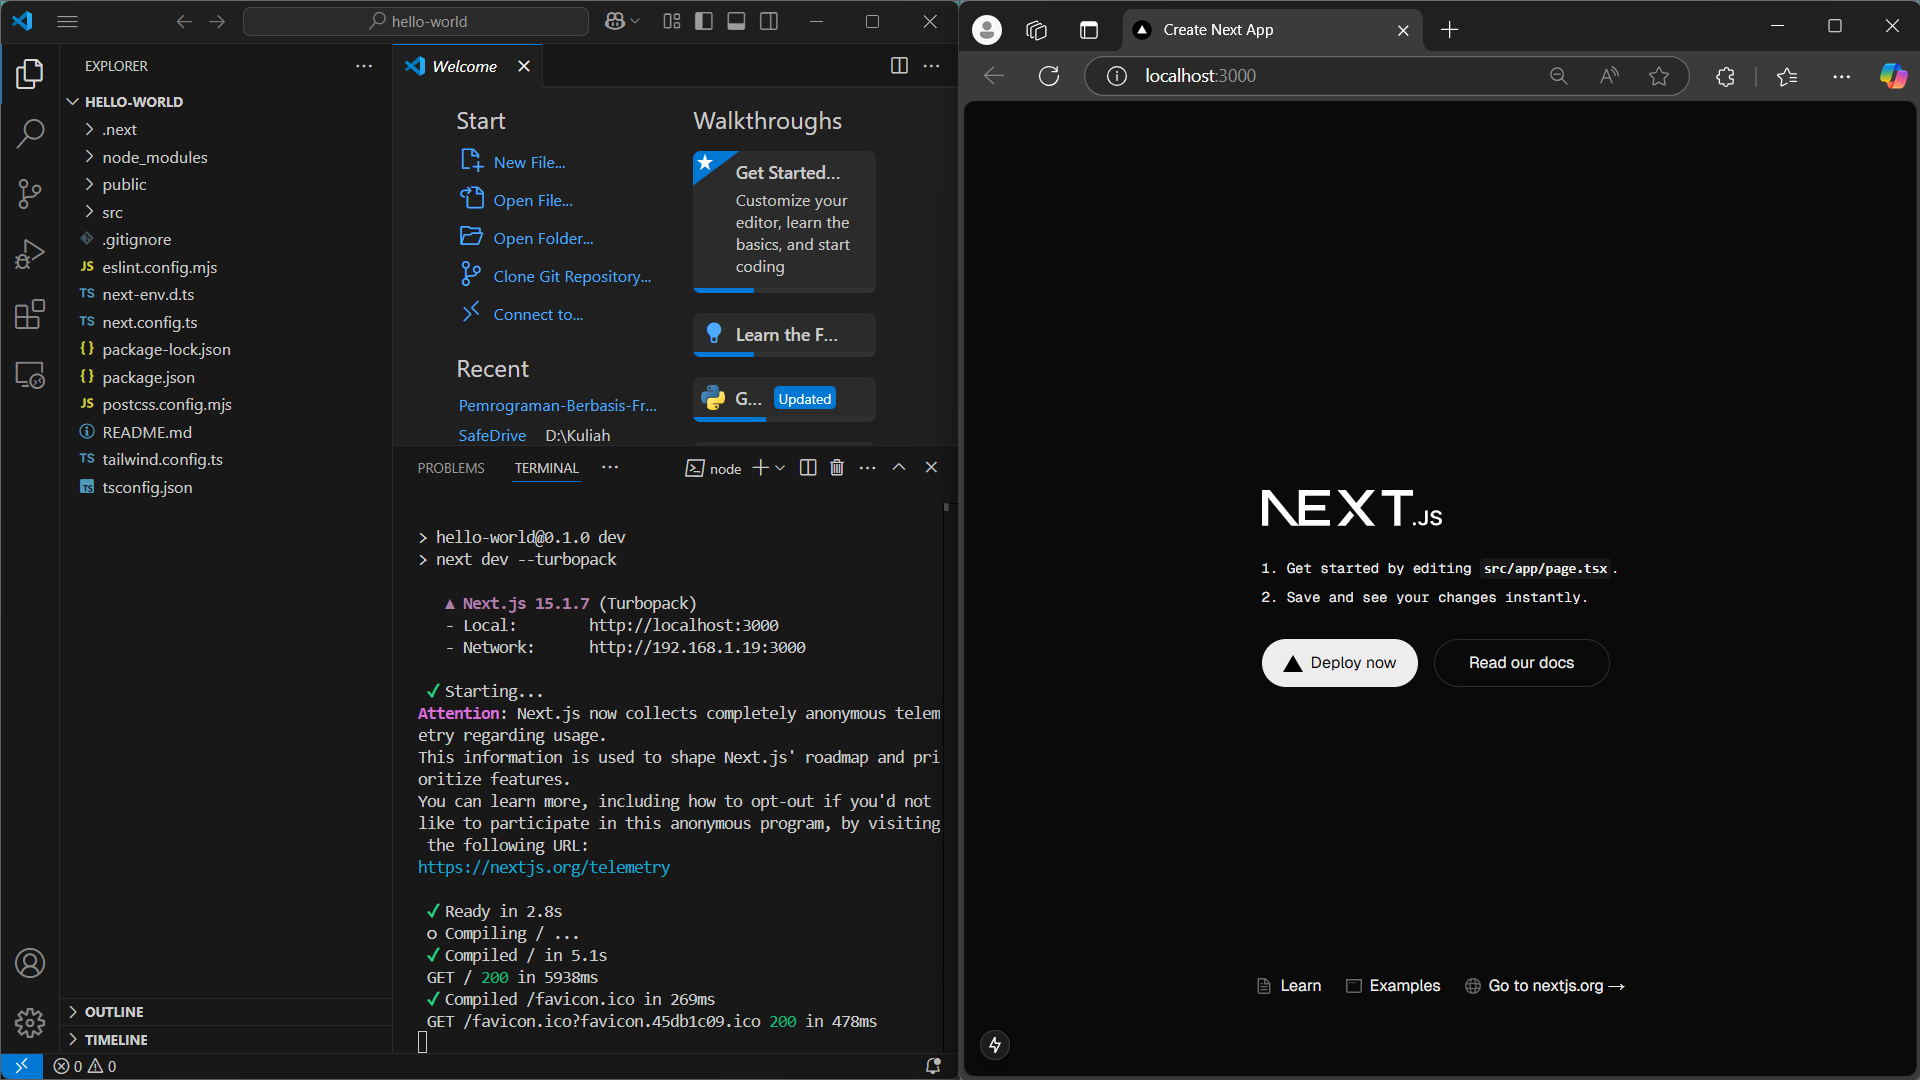 hello-world
EXPLORER
HELLO-WORLD
.next
node_modules
public
src
.gitignore
JS eslint.config.mjs
TS next-env.d.ts
TS next.config.ts
{} package-lock.json
{} package.json
JS postcss.config.mjs
README.md
TS tailwind.config.ts
TS tsconfig.json
OUTLINE
TIMELINE
0 0
Welcome
Start
New File...
Open File...
Open Folder...
Clone Git Repository...
Connect to...
Recent
Pemrograman-Berbasis-Fr...
SafeDrive D:\Kuliah
Walkthroughs
Get Started...
Customize your
editor, learn the
basics, and start
coding
Learn the F...
G... Updated
PROBLEMS TERMINAL
node
> hello-world@0.1.0 dev
> next dev --turbopack
▲ Next.js 15.1.7 (Turbopack)
- Local: http://localhost:3000
- Network: http://192.168.1.19:3000
✓ Starting...
Attention: Next.js now collects completely anonymous telem
etry regarding usage.
This information is used to shape Next.js' roadmap and pri
oritize features.
You can learn more, including how to opt-out if you'd not
like to participate in this anonymous program, by visiting
the following URL:
https://nextjs.org/telemetry
✓ Ready in 2.8s
o Compiling / ...
✓ Compiled / in 5.1s
GET / 200 in 5938ms
✓ Compiled /favicon.ico in 269ms
GET /favicon.ico?favicon.45db1c09.ico 200 in 478ms
Create Next App
localhost:3000
NEXT.JS
1. Get started by editing src/app/page.tsx.
2. Save and see your changes instantly.
Deploy now
Read our docs
Learn
Examples
Go to nextjs.org →